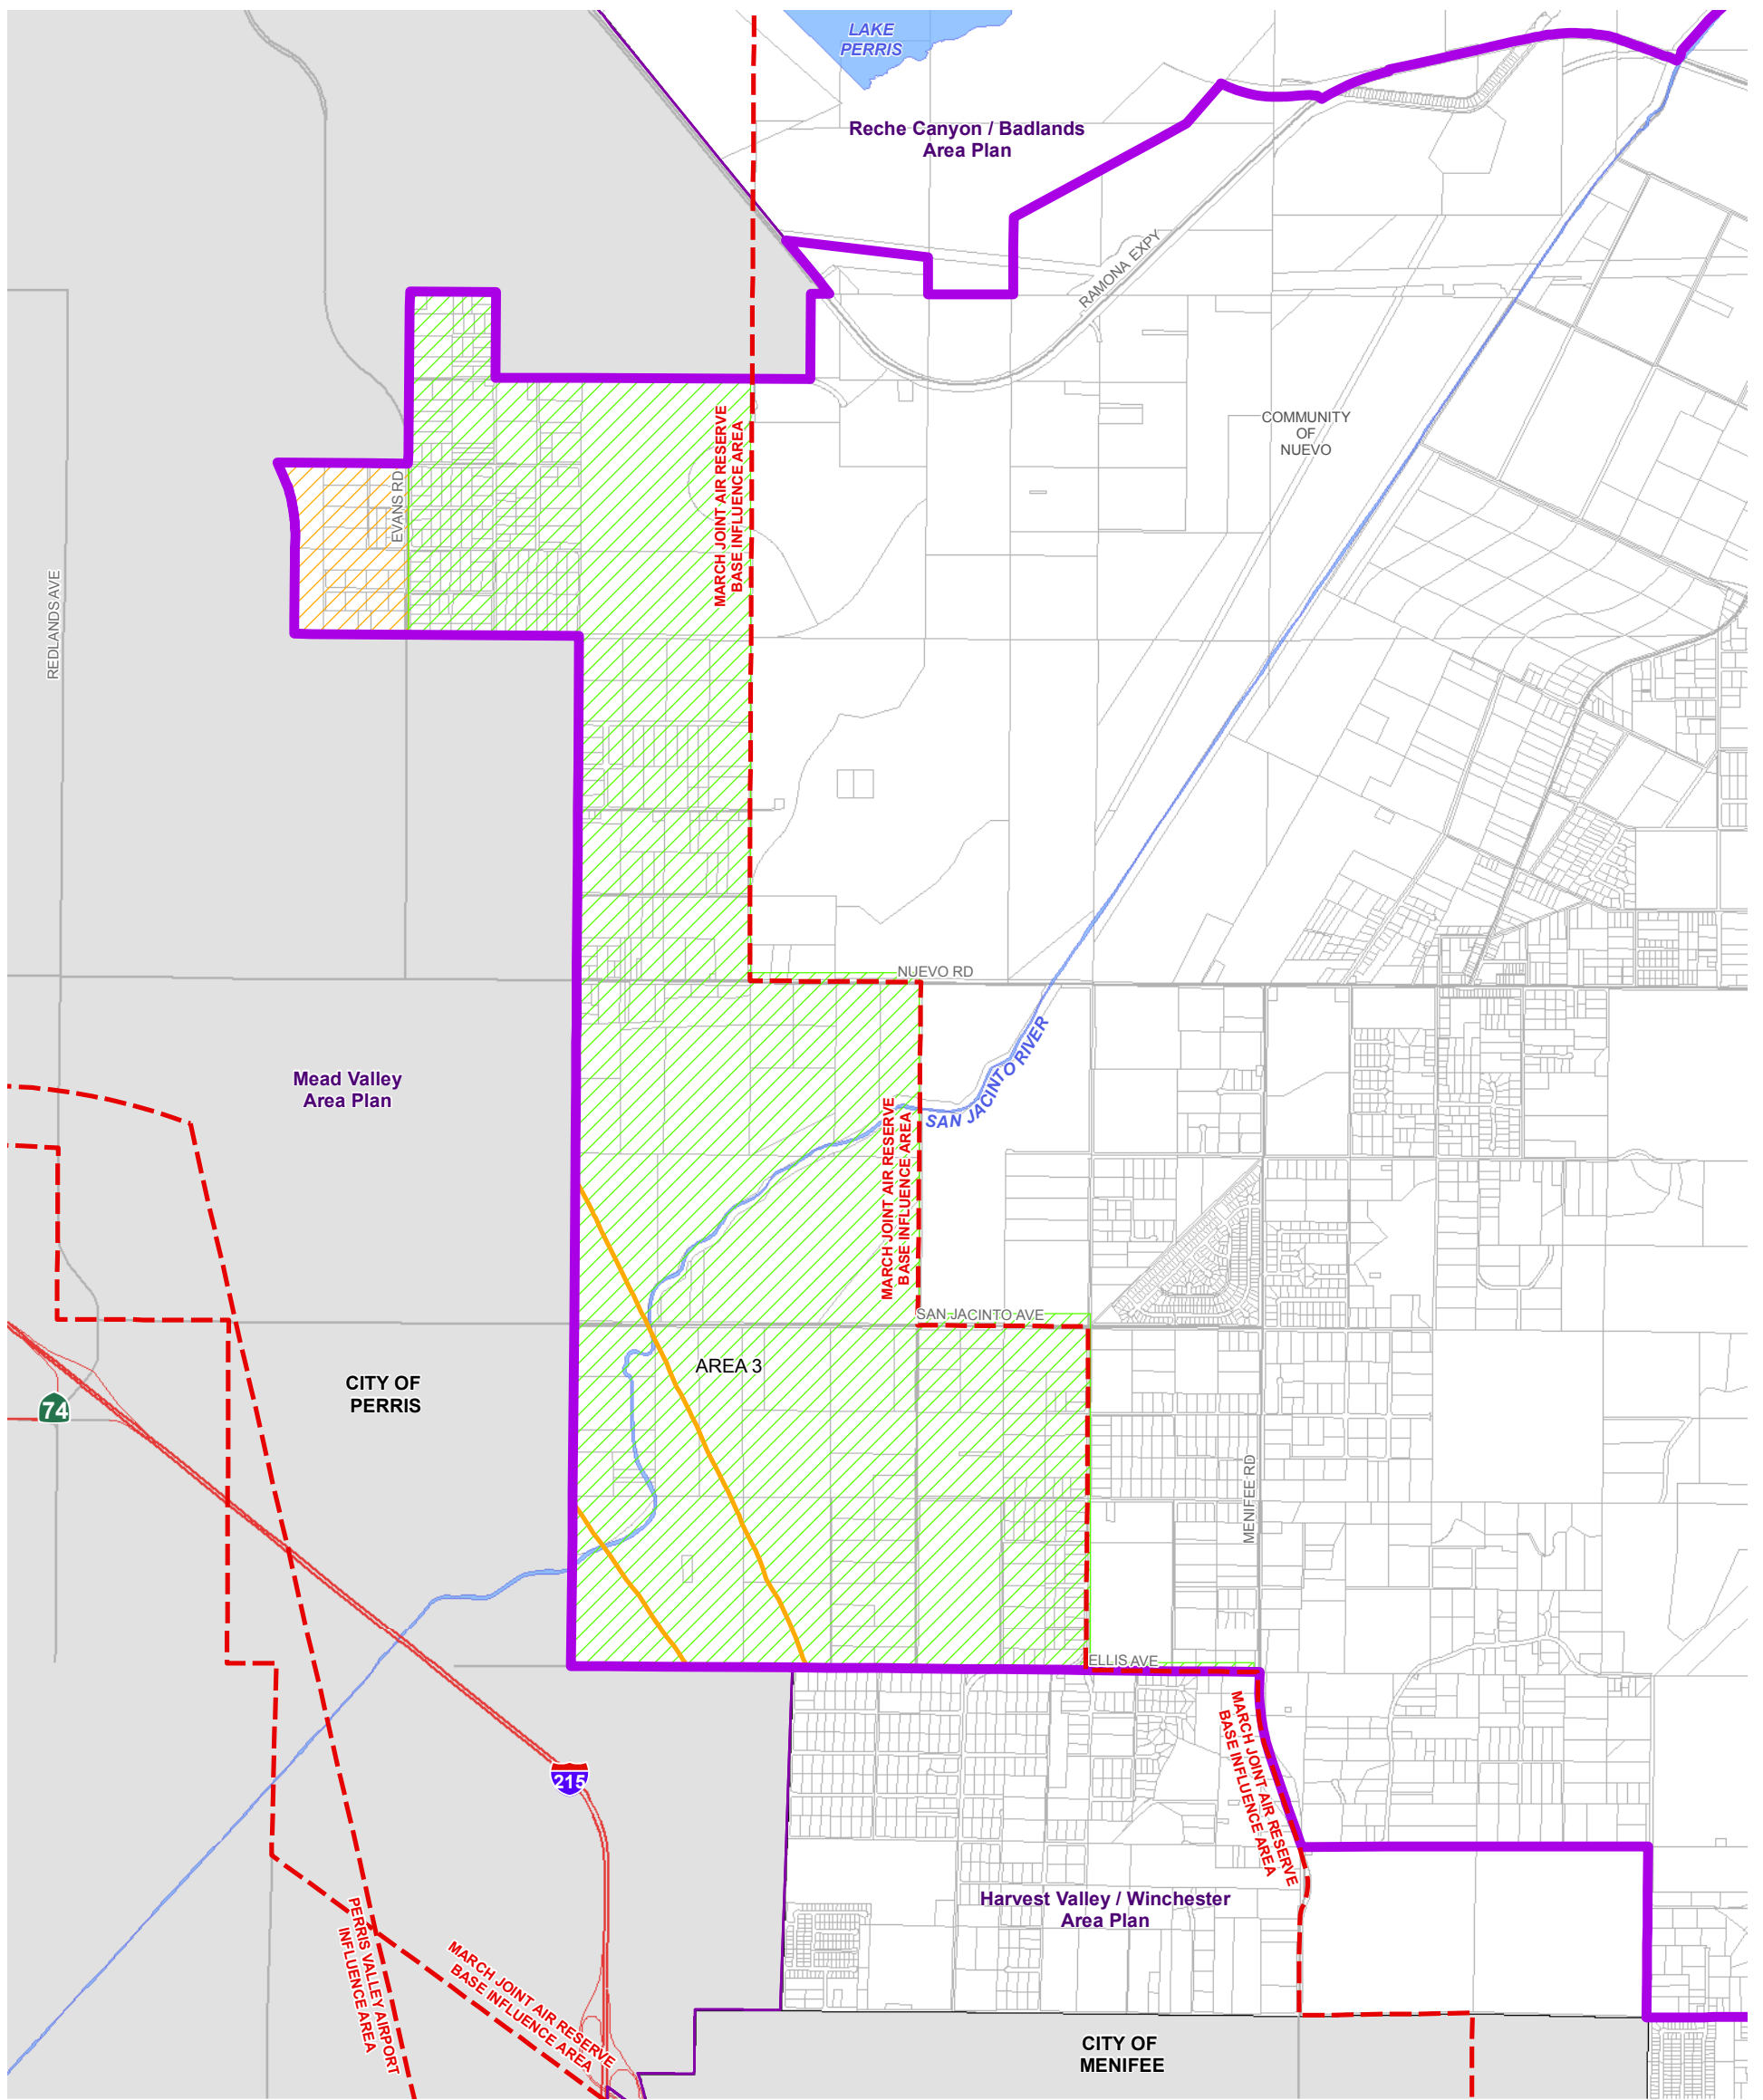 LAKE
PERRIS
Reche Canyon / Badlands
Area Plan
RAMONA EXPY
COMMUNITY
OF
NUEVO
MARCH JOINT AIR RESERVE
BASE INFLUENCE AREA
EVANS RD
REDLANDS AVE
NUEVO RD
SAN JACINTO RIVER
Mead Valley
Area Plan
MARCH JOINT AIR RESERVE
BASE INFLUENCE AREA
SAN JACINTO AVE
AREA 3
CITY OF
PERRIS
74
MENIFEE RD
ELLIS AVE
MARCH JOINT AIR RESERVE
BASE INFLUENCE AREA
215
Harvest Valley / Winchester
Area Plan
PERRIS VALLEY AIRPORT
INFLUENCE AREA
MARCH JOINT AIR RESERVE
BASE INFLUENCE AREA
CITY OF
MENIFEE